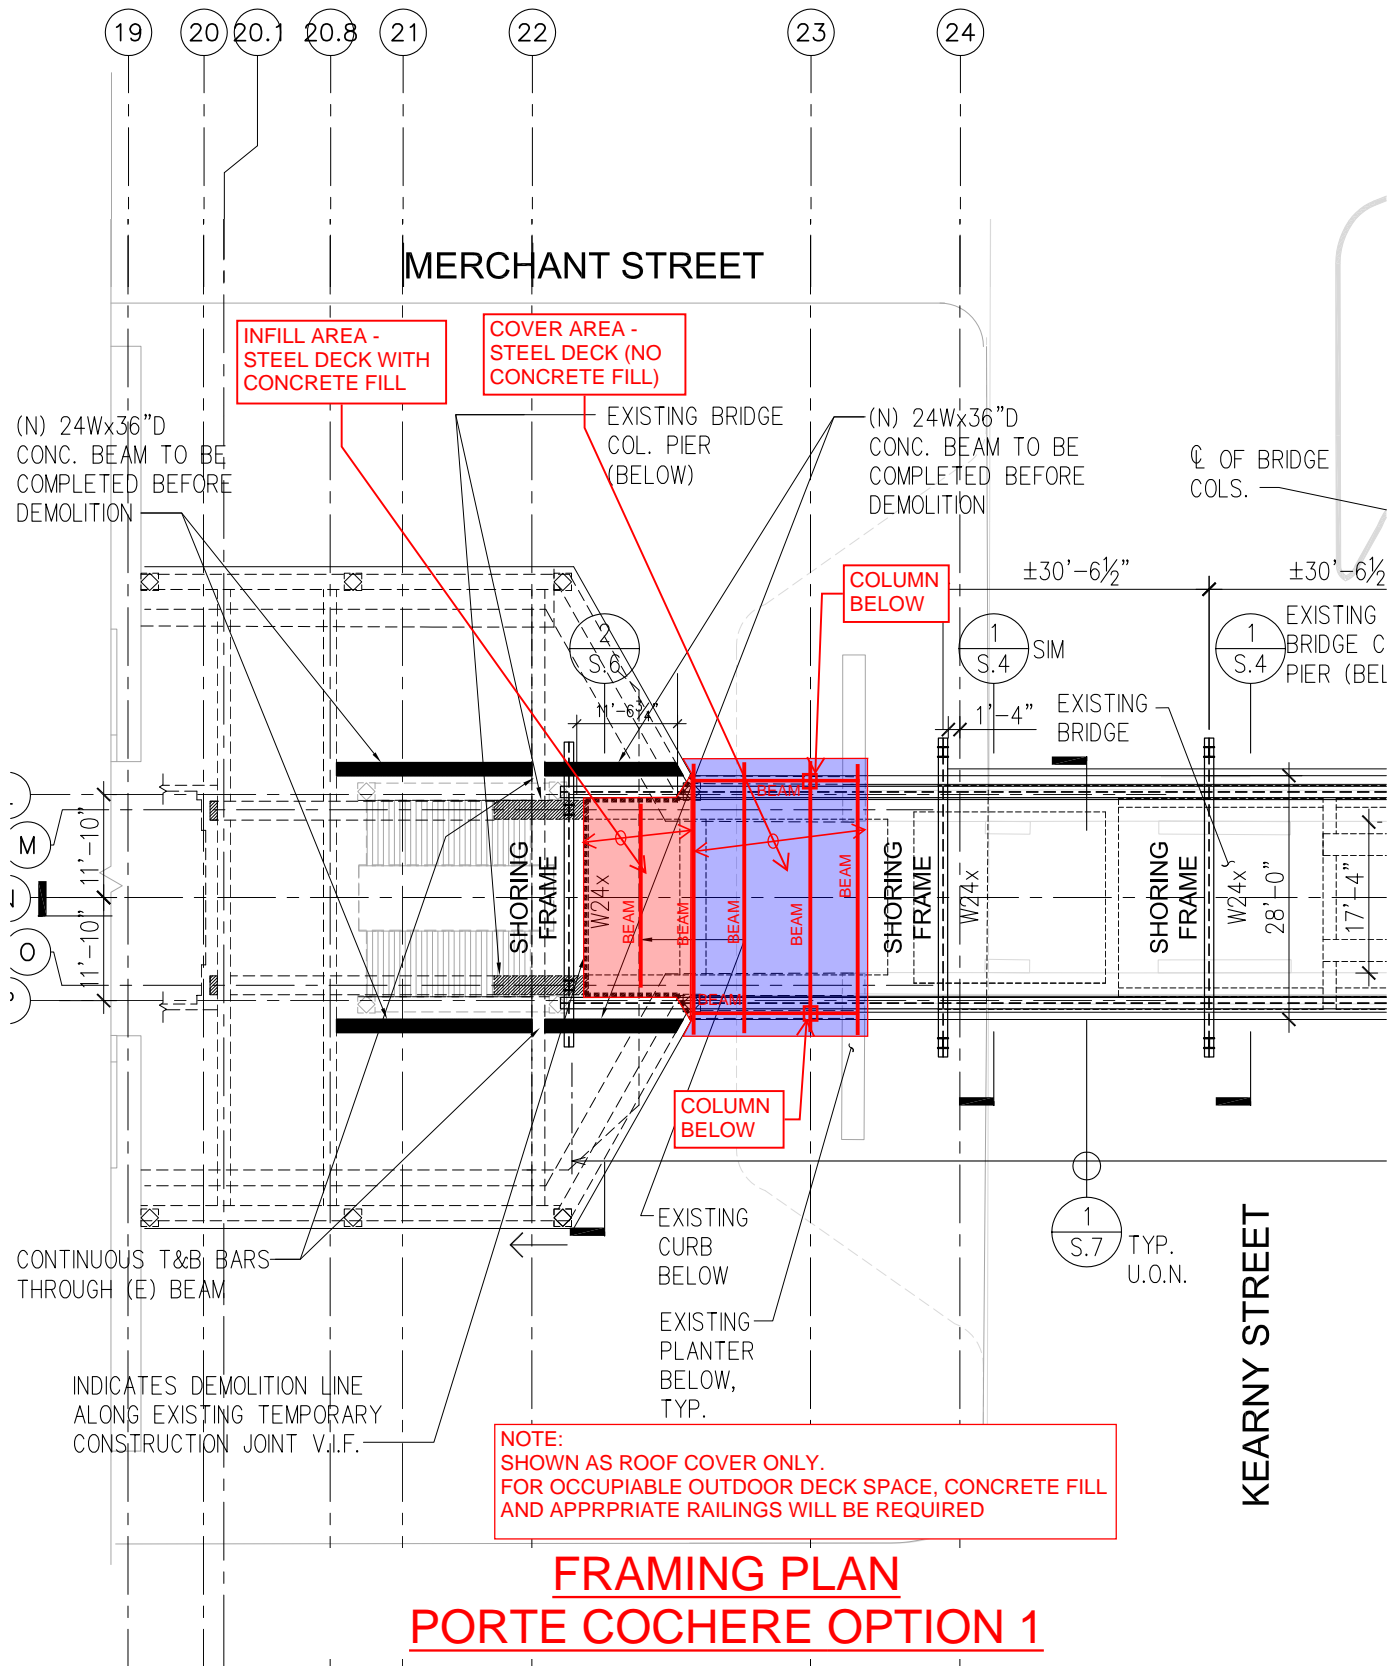 19
20
20.1
20.8
21
22
23
24
MERCHANT STREET
INFILL AREA -
STEEL DECK WITH
CONCRETE FILL
COVER AREA -
STEEL DECK (NO
CONCRETE FILL)
(N) 24Wx36"D
CONC. BEAM TO BE
COMPLETED BEFORE
DEMOLITION
EXISTING BRIDGE
COL. PIER
(BELOW)
(N) 24Wx36"D
CONC. BEAM TO BE
COMPLETED BEFORE
DEMOLITION
℄ OF BRIDGE
COLS.
COLUMN
BELOW
±30'-6½"
±30'-6½
2
S.6
1
S.4
SIM
1
S.4
EXISTING
BRIDGE C
PIER (BEL
11'-6¾"
1'-4"
EXISTING
BRIDGE
M
O
11'-10"
11'-10"
SHORING
FRAME
W24x
BEAM
BEAM
BEAM
BEAM
BEAM
BEAM
BEAM
SHORING
FRAME
W24x
SHORING
FRAME
W24x
28'-0"
17'-4"
COLUMN
BELOW
CONTINUOUS T&B BARS
THROUGH (E) BEAM
EXISTING
CURB
BELOW
1
S.7
TYP.
U.O.N.
EXISTING
PLANTER
BELOW,
TYP.
KEARNY STREET
INDICATES DEMOLITION LINE
ALONG EXISTING TEMPORARY
CONSTRUCTION JOINT V.I.F.
NOTE:
SHOWN AS ROOF COVER ONLY.
FOR OCCUPIABLE OUTDOOR DECK SPACE, CONCRETE FILL
AND APPRPRIATE RAILINGS WILL BE REQUIRED
FRAMING PLAN
PORTE COCHERE OPTION 1